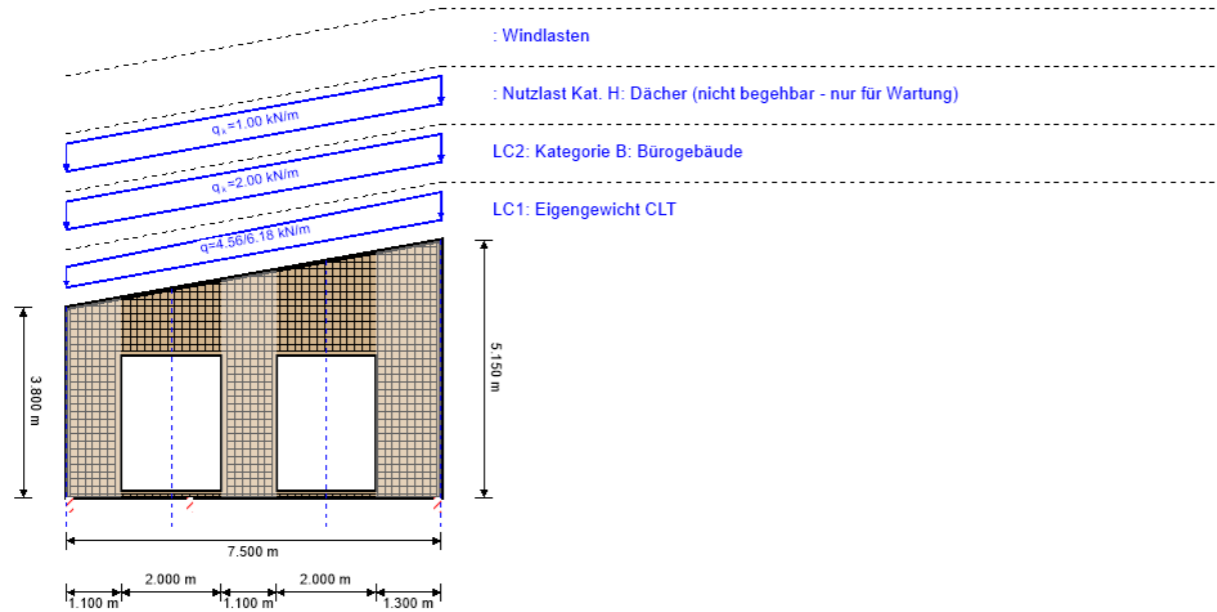 : Windlasten
: Nutzlast Kat. H: Dächer (nicht begehbar - nur für Wartung)
qₖ=1.00 kN/m
LC2: Kategorie B: Bürogebäude
qₖ=2.00 kN/m
LC1: Eigengewicht CLT
q=4.56/6.18 kN/m
3.800 m
5.150 m
7.500 m
1.100 m
2.000 m
1.100 m
2.000 m
1.300 m